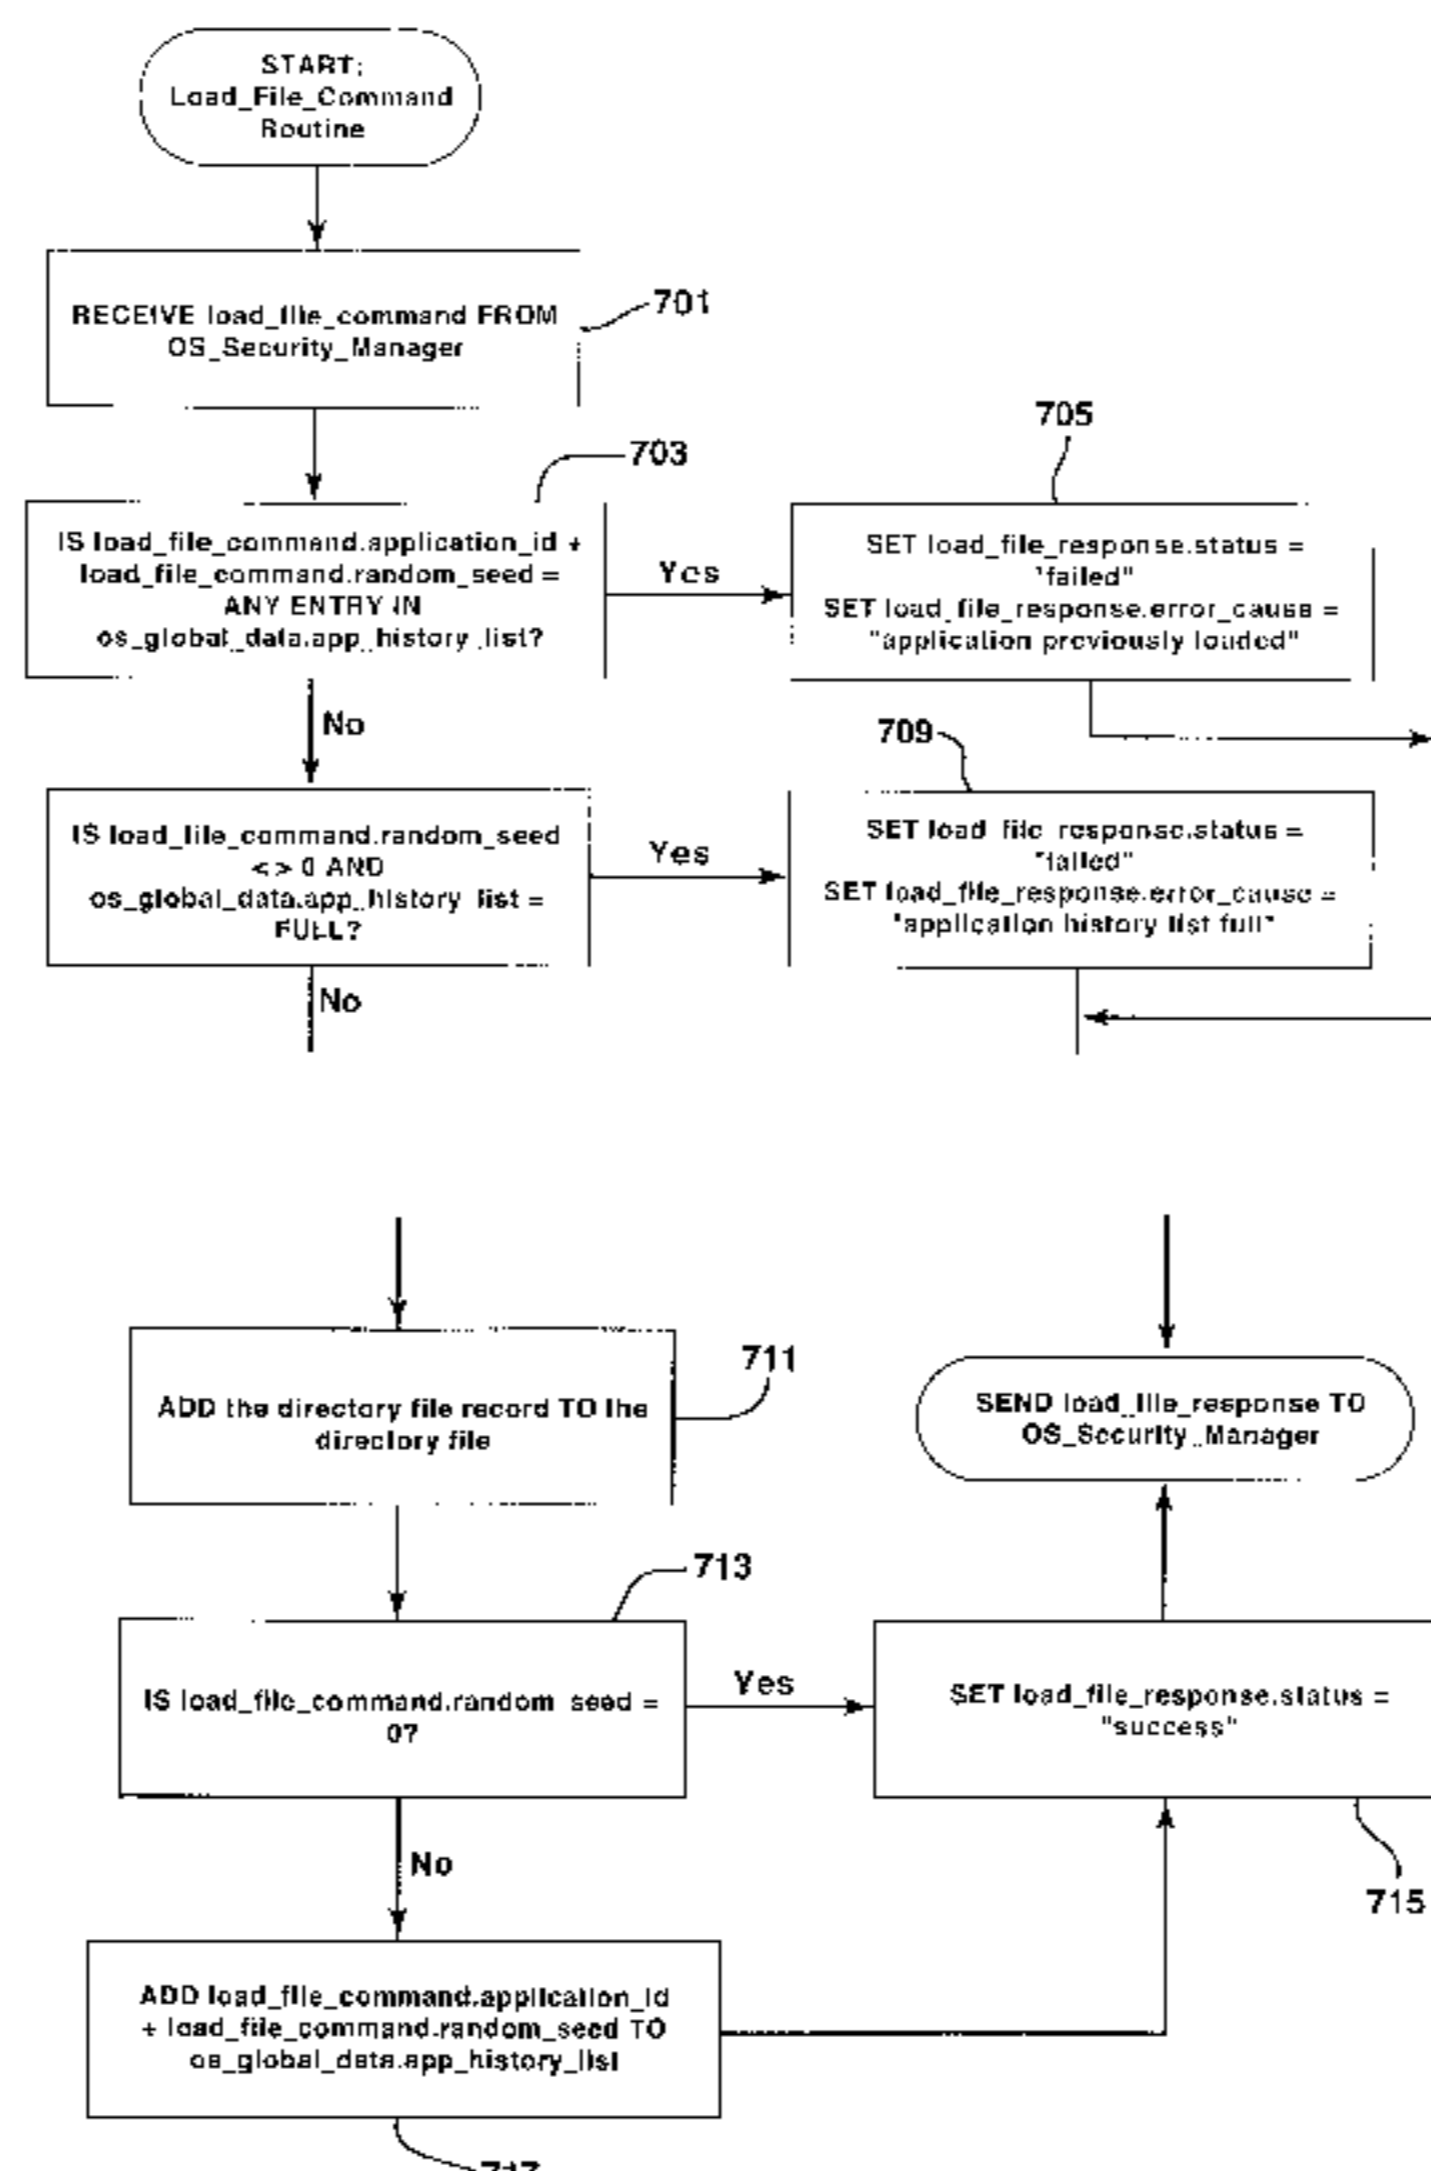 START:
Load_File_Command
Routine
RECEIVE load_file_command FROM
OS_Security_Manager
701
703
IS load_file_command.application_id +
load_file_command.random_seed =
ANY ENTRY IN
os_global_data.app_history_list?
Yes
705
SET load_file_response.status =
"failed"
SET load_file_response.error_cause =
"application previously loaded"
No
709
IS load_file_command.random_seed
<> 0 AND
os_global_data.app_history_list =
FULL?
Yes
SET load_file_response.status =
"failed"
SET load_file_response.error_cause =
"application history list full"
No
ADD the directory file record TO the
directory file
711
SEND load_file_response TO
OS_Security_Manager
713
IS load_file_command.random_seed =
0?
Yes
SET load_file_response.status =
"success"
No
715
ADD load_file_command.application_id
+ load_file_command.random_seed TO
os_global_data.app_history_list